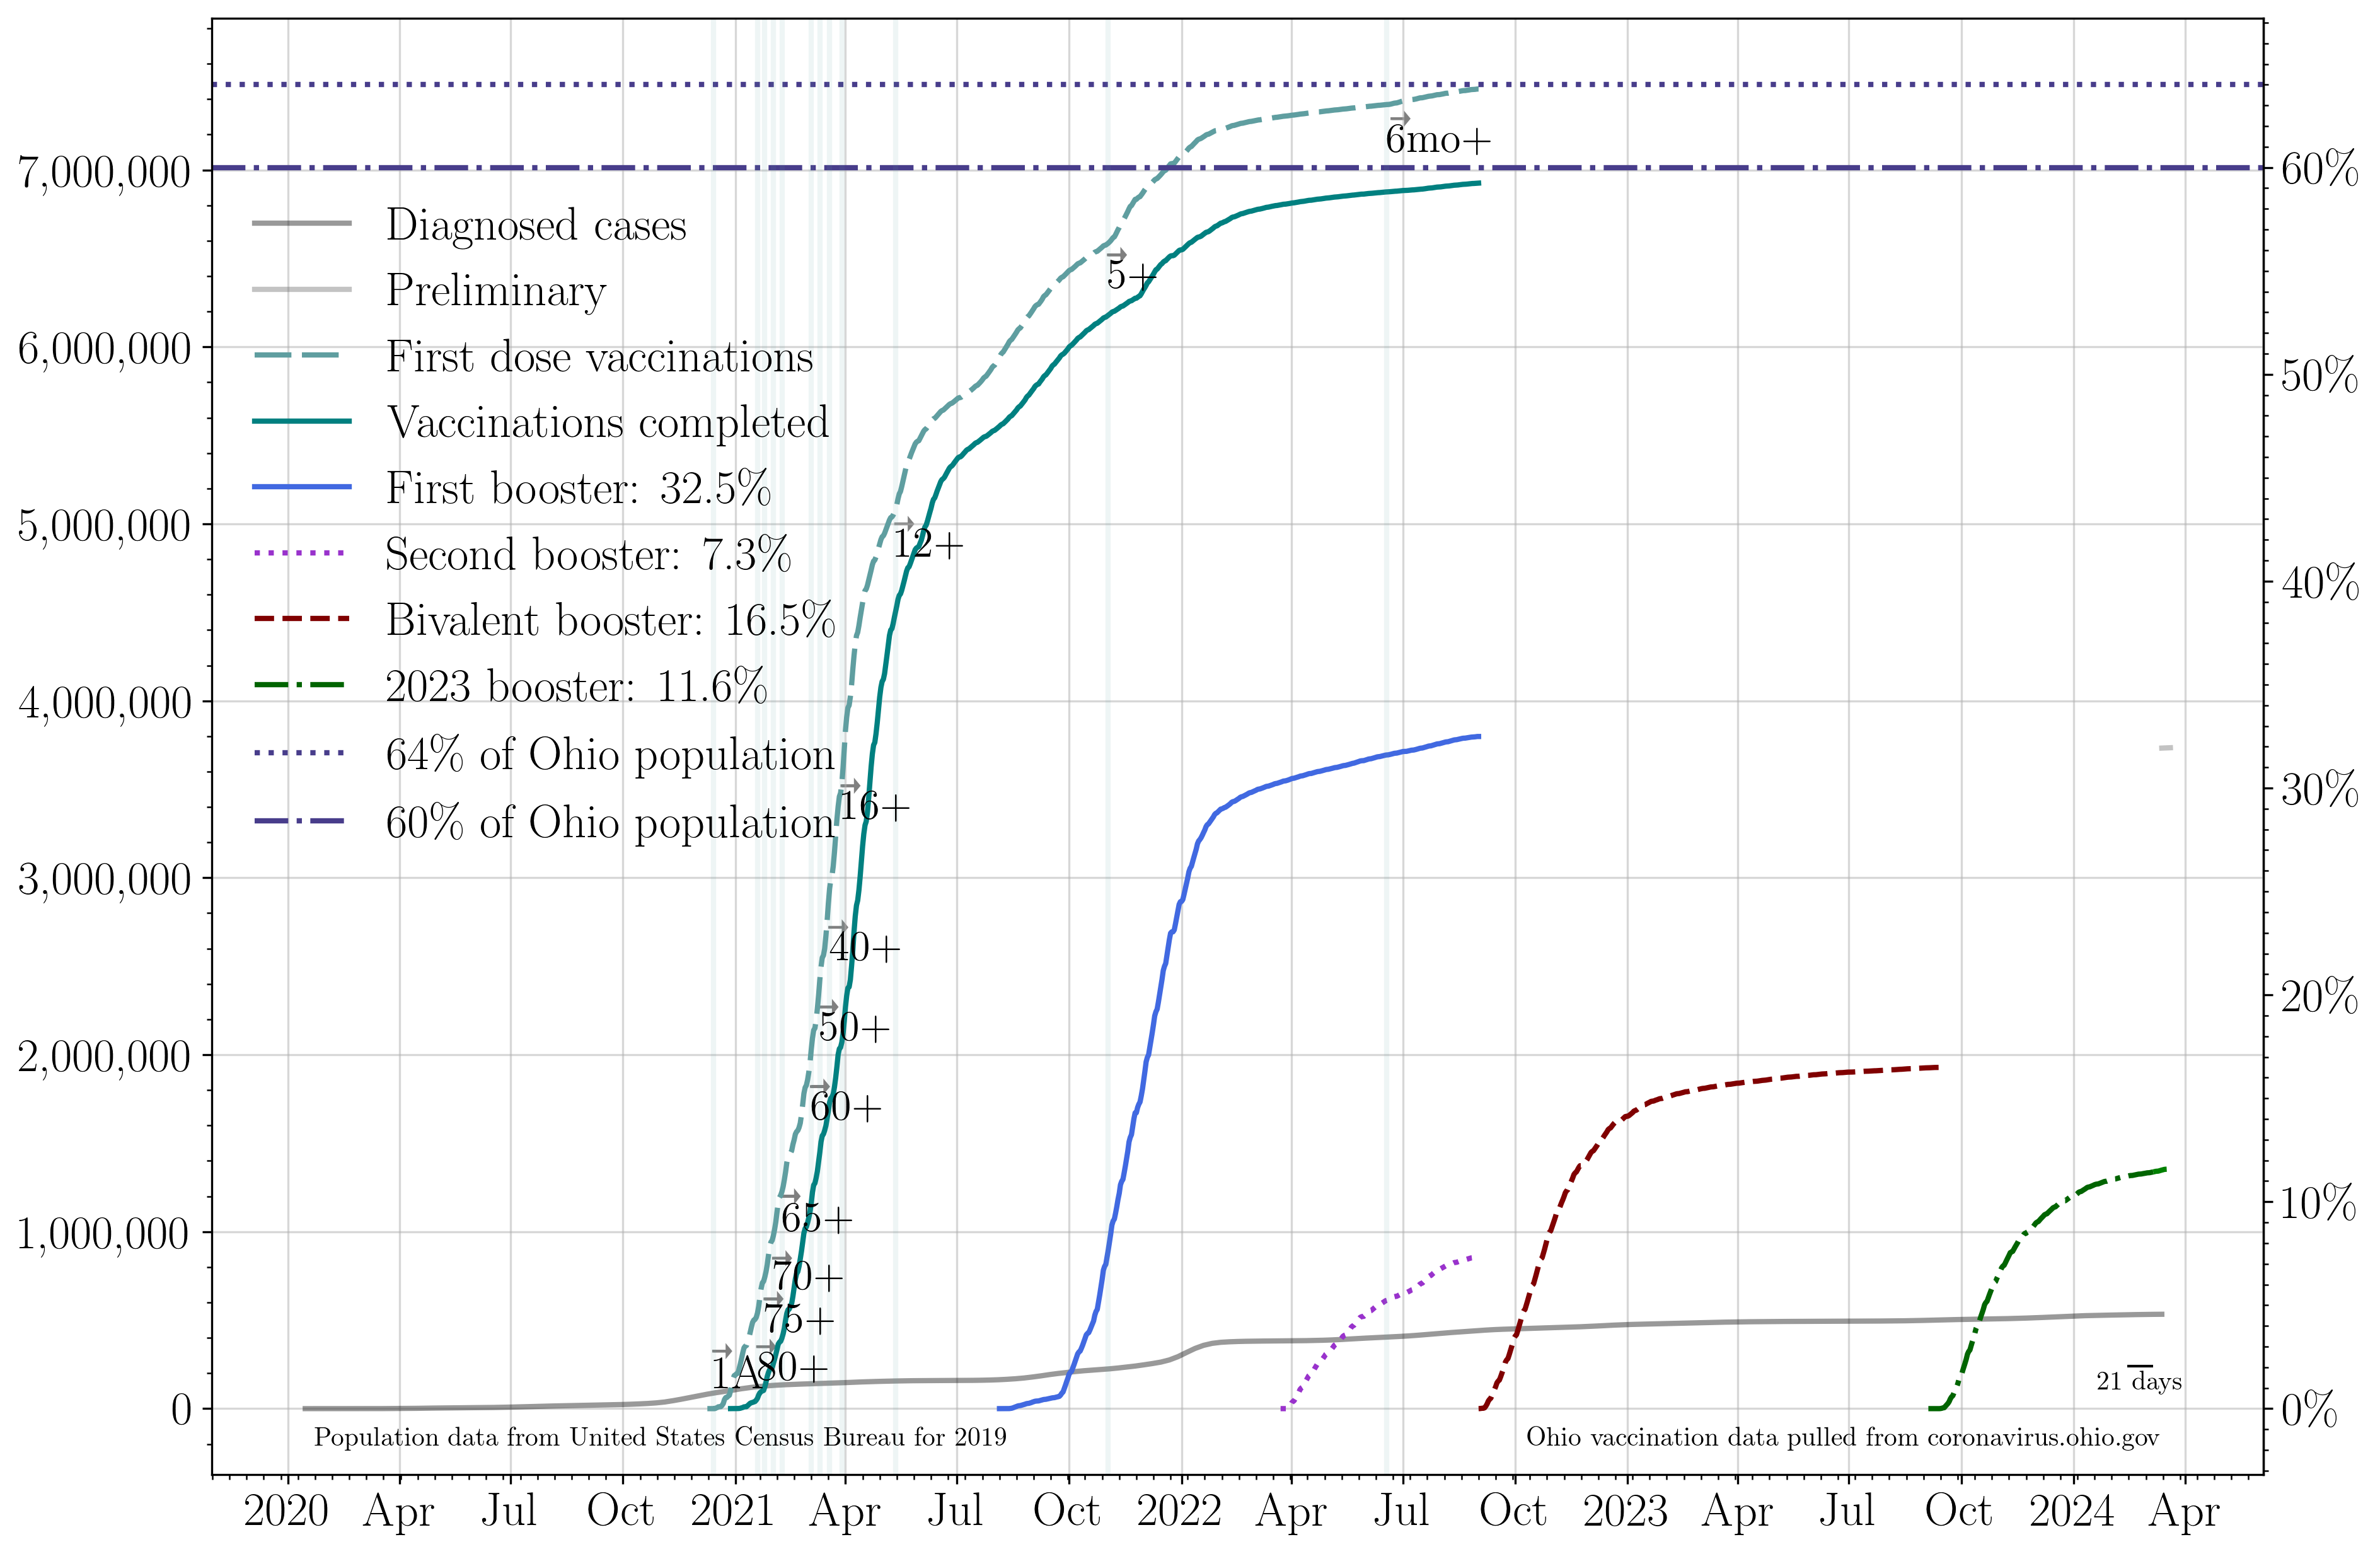 7,000,000
6,000,000
5,000,000
4,000,000
3,000,000
2,000,000
1,000,000
0
Diagnosed cases
Preliminary
First dose vaccinations
Vaccinations completed
First booster: 32.5%
Second booster: 7.3%
Bivalent booster: 16.5%
2023 booster: 11.6%
64% of Ohio population
60% of Ohio population
6mo+
5+
12+
16+
40+
50+
60+
65+
70+
75+
80+
1A
60%
50%
40%
30%
20%
10%
0%
21 days
Population data from United States Census Bureau for 2019
Ohio vaccination data pulled from coronavirus.ohio.gov
2020 Apr Jul Oct 2021 Apr Jul Oct 2022 Apr Jul Oct 2023 Apr Jul Oct 2024 Apr